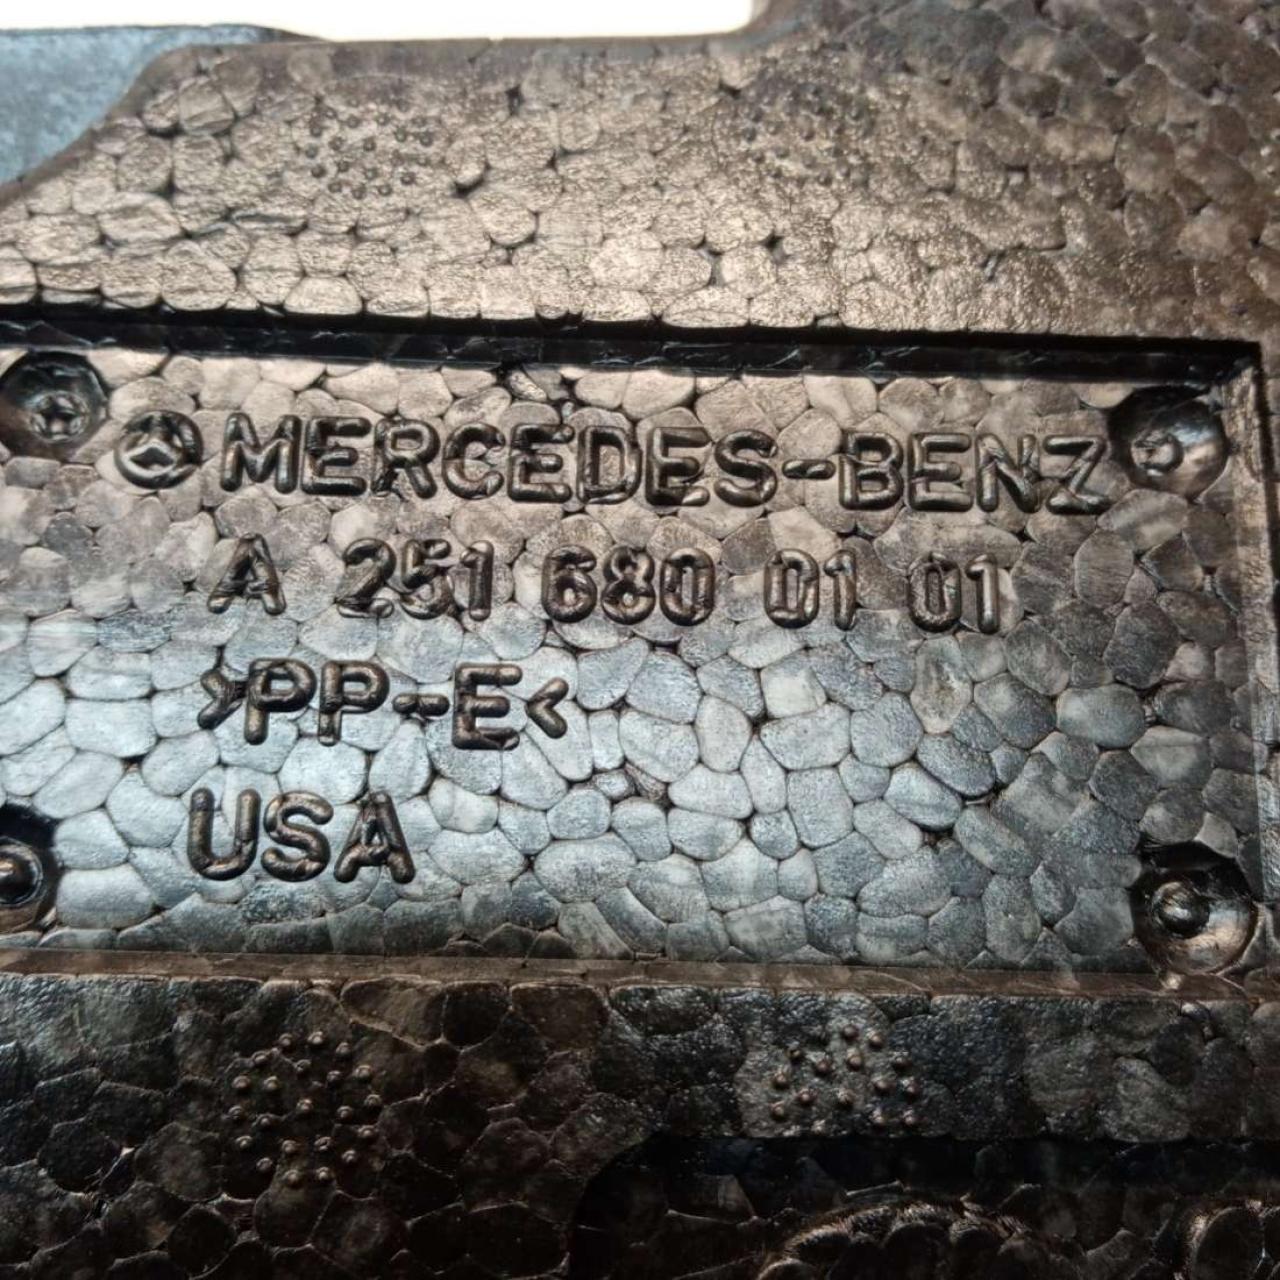 MERCEDES-BENZ
A 251 680 01 01
>PP-E<
USA